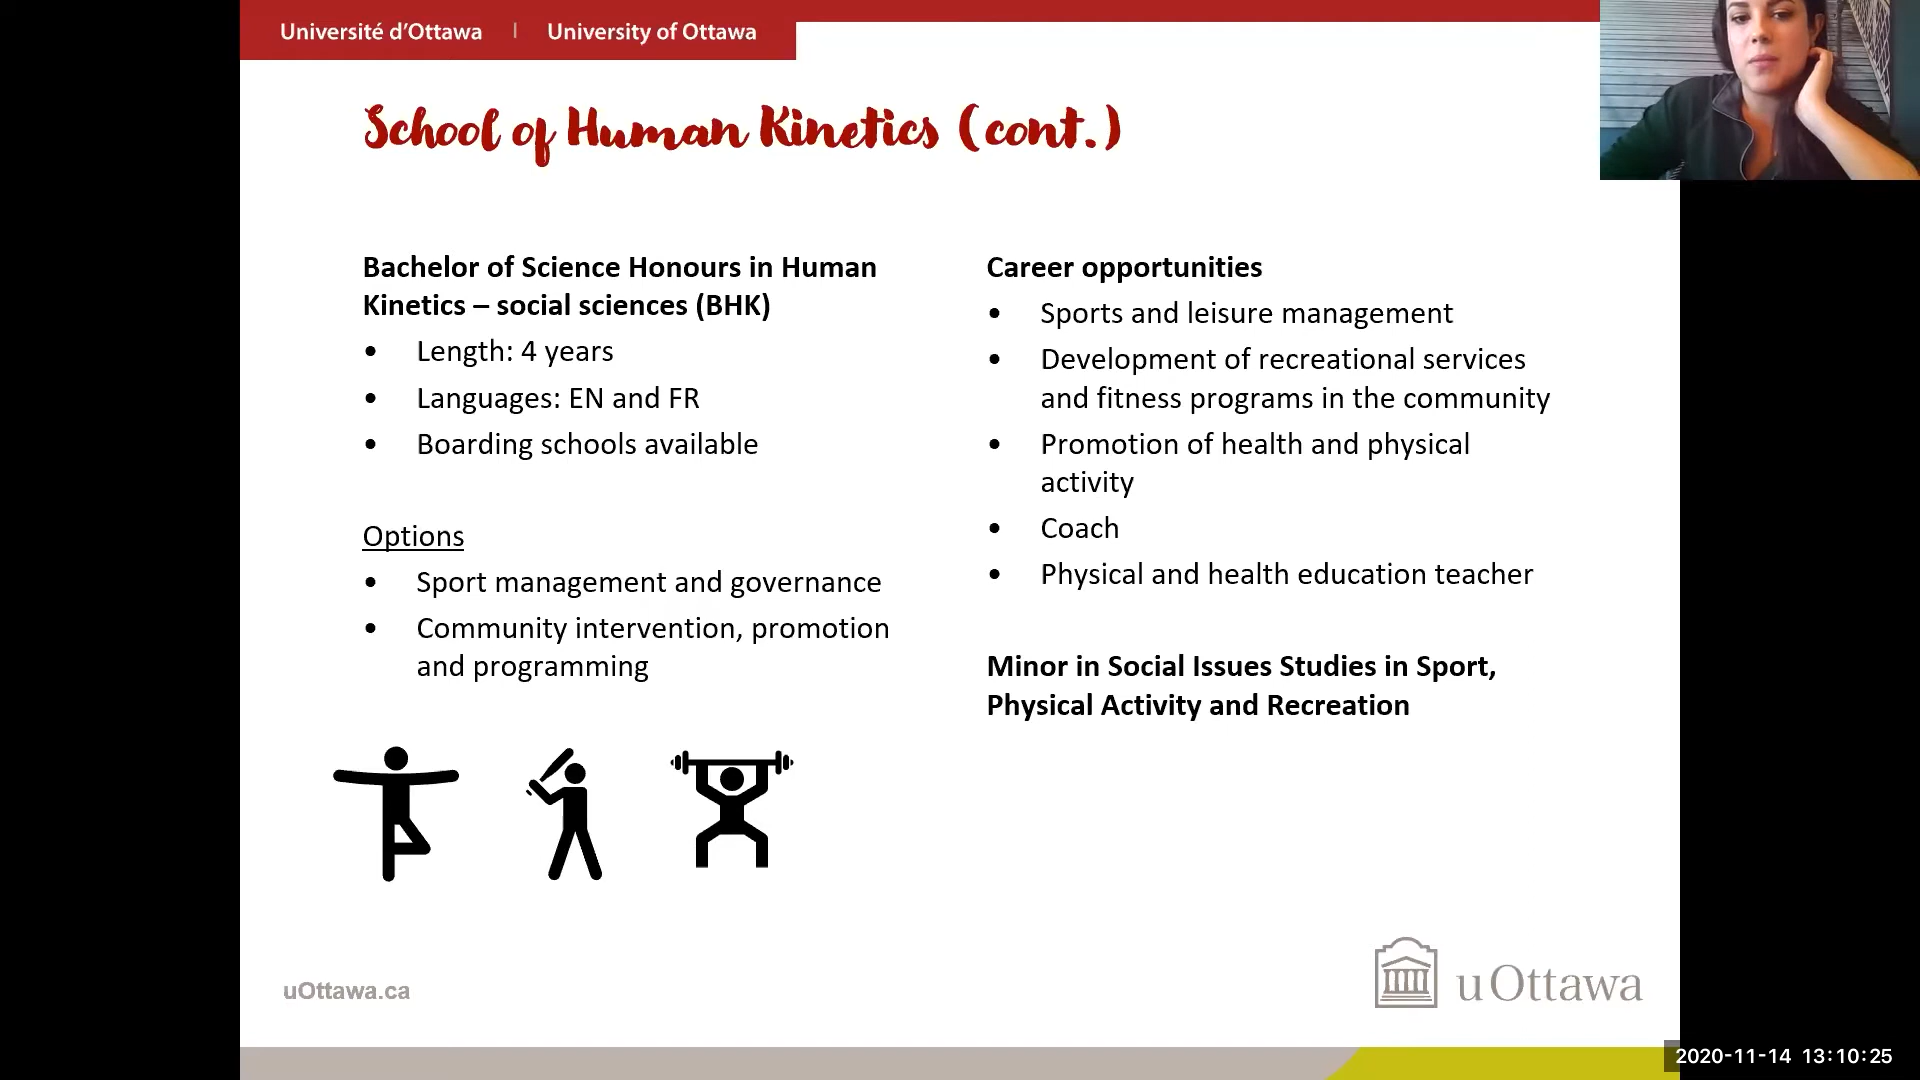 Université d'Ottawa | University of Ottawa
School of Human Kinetics (cont.)
Bachelor of Science Honours in Human
Kinetics – social sciences (BHK)
• Length: 4 years
• Languages: EN and FR
• Boarding schools available
Options
• Sport management and governance
• Community intervention, promotion
and programming
Career opportunities
• Sports and leisure management
• Development of recreational services
and fitness programs in the community
• Promotion of health and physical
activity
• Coach
• Physical and health education teacher
Minor in Social Issues Studies in Sport,
Physical Activity and Recreation
uOttawa.ca
uOttawa
2020-11-14 13:10:25